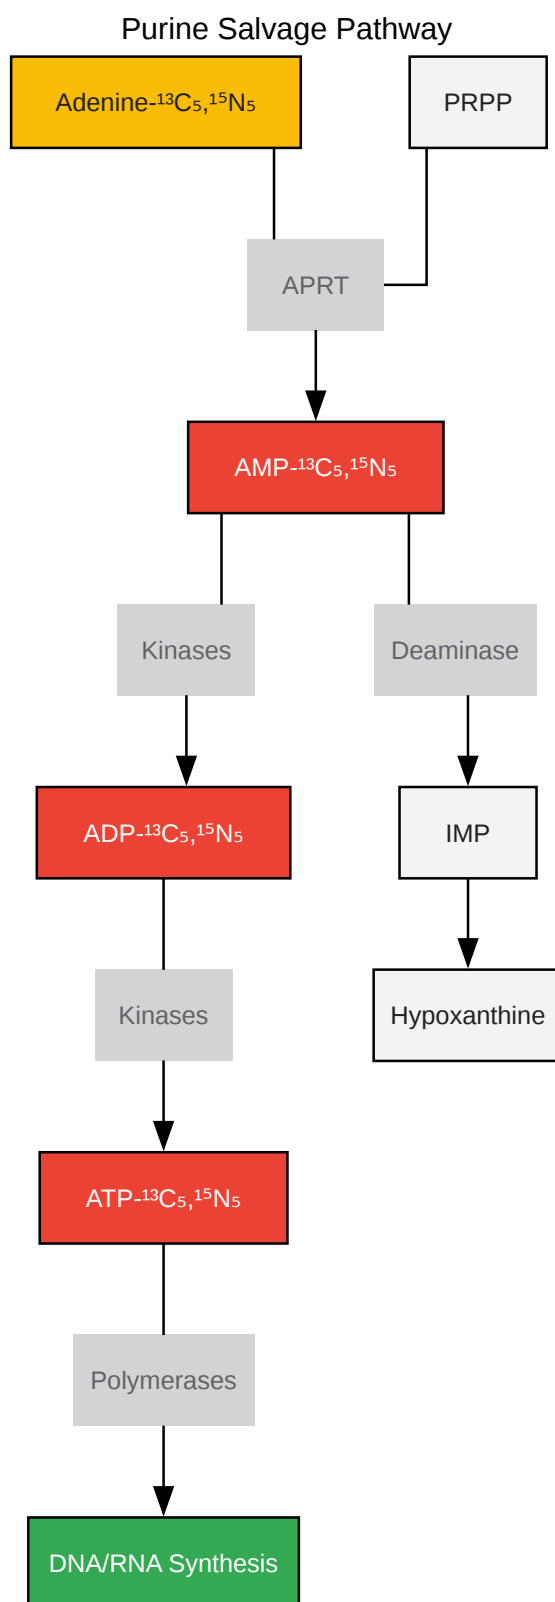 Purine Salvage Pathway
Adenine-¹³C₅,¹⁵N₅
PRPP
APRT
AMP-¹³C₅,¹⁵N₅
Kinases
Deaminase
ADP-¹³C₅,¹⁵N₅
IMP
Kinases
Hypoxanthine
ATP-¹³C₅,¹⁵N₅
Polymerases
DNA/RNA Synthesis